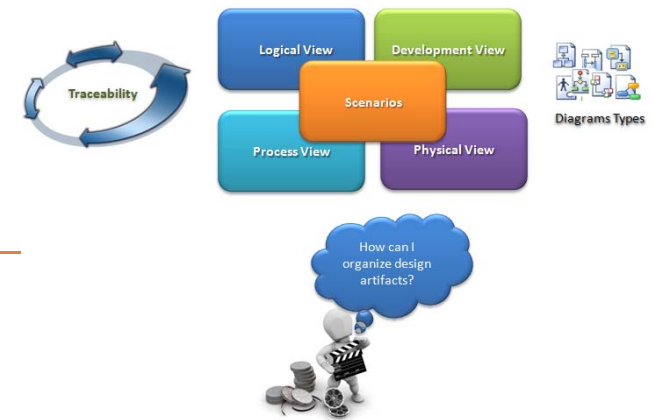 Traceability
Logical View
Development View
Scenarios
Process View
Physical View
Diagrams Types
How can I
organize design
artifacts?